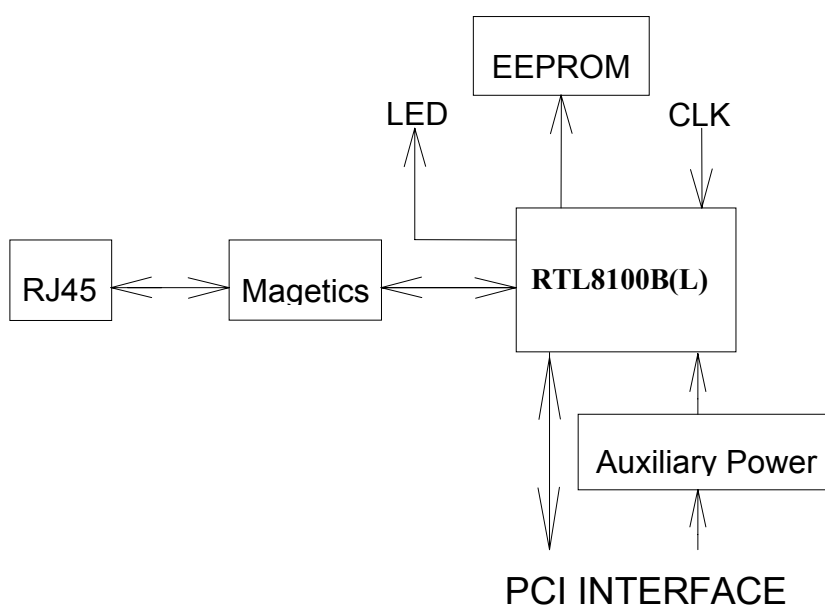 EEPROM
LED
CLK
RJ45
Magetics
RTL8100B(L)
Auxiliary Power
PCI INTERFACE